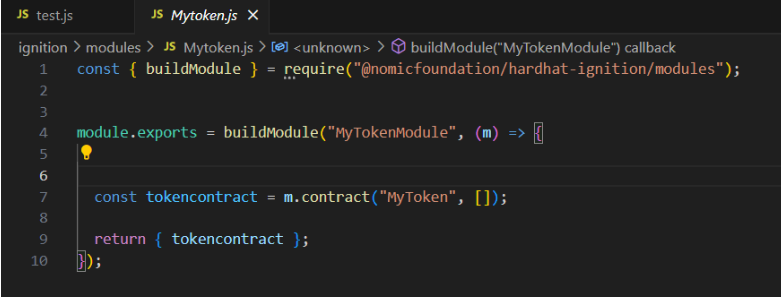 JS test.js JS Mytoken.js ×
ignition > modules > JS Mytoken.js > <unknown> > buildModule("MyTokenModule") callback
1 const { buildModule } = require("@nomicfoundation/hardhat-ignition/modules");
2
3
4 module.exports = buildModule("MyTokenModule", (m) => {
5
6
7 const tokencontract = m.contract("MyToken", []);
8
9 return { tokencontract };
10 });